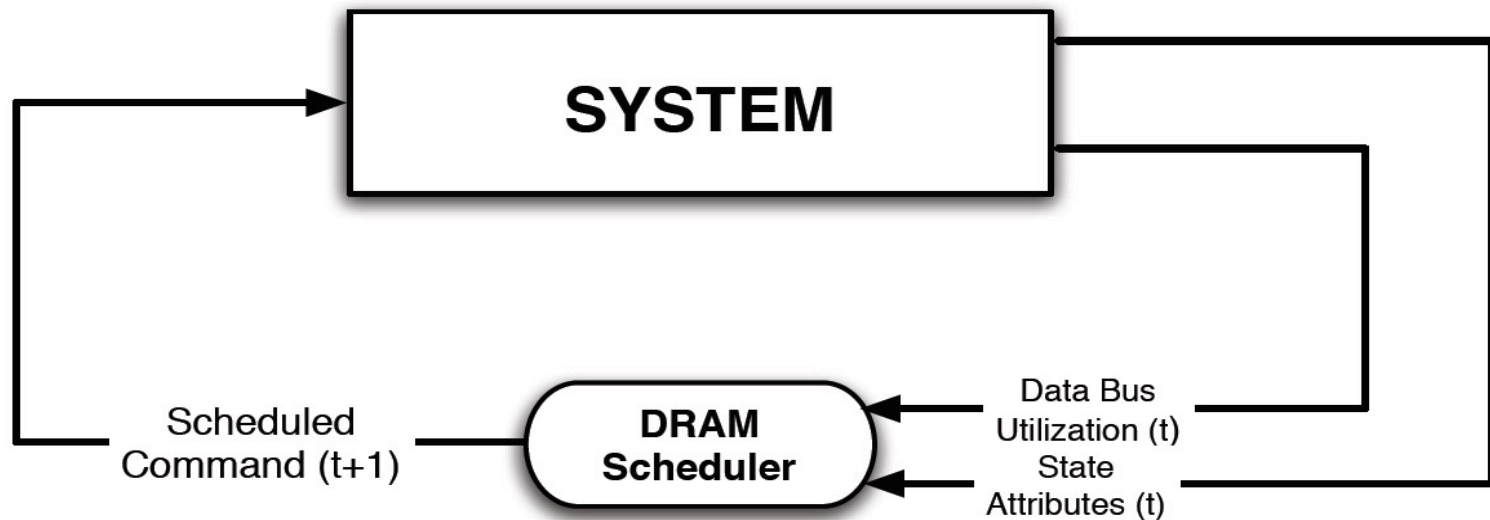 SYSTEM
Scheduled
Command (t+1)
DRAM
Scheduler
Data Bus
Utilization (t)
State
Attributes (t)